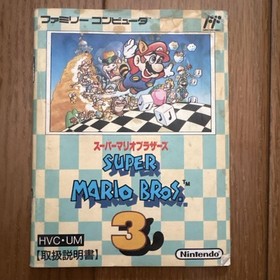 ファミリーコンピュータ
スーパーマリオブラザーズ
SUPER
MARIO BROS.™
3
HVC・UM
【取扱説明書】
Nintendo